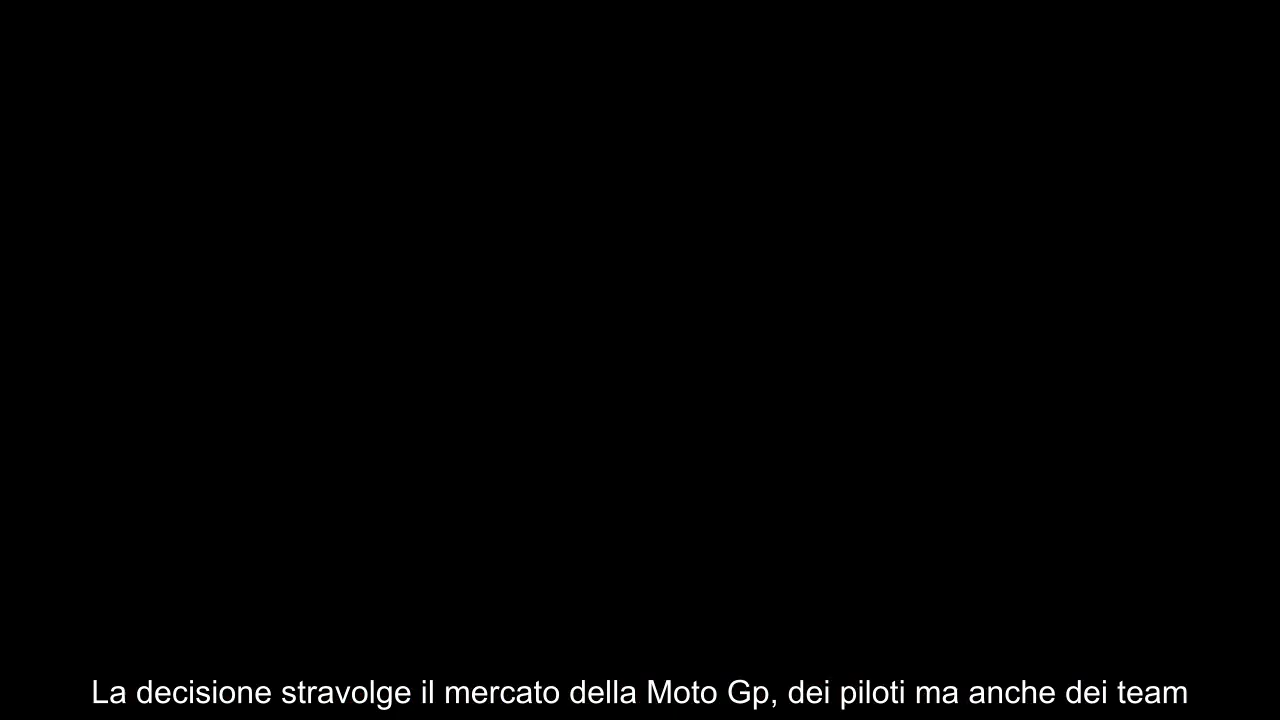 La decisione stravolge il mercato della Moto Gp, dei piloti ma anche dei team